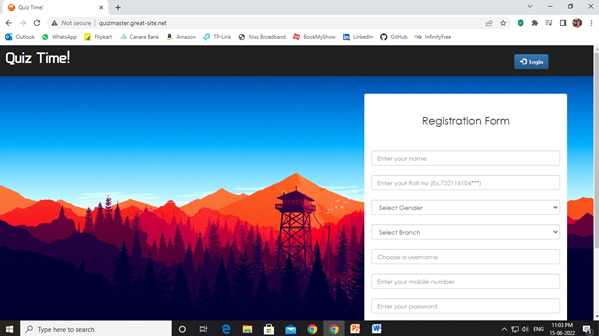 Quiz Time!
Not secure | quizmaster.great-site.net
Outlook WhatsApp Flipkart Canara Bank Amazon TP-Link Niss Broadband BookMyShow LinkedIn GitHub InfinityFree
Quiz Time!
Login
Registration Form
Enter your name
Enter your Roll no (Ex.732116104***)
Select Gender
Select Branch
Choose a username
Enter your mobile number
Enter your password
Type here to search
ENG
11:03 PM
15-06-2022